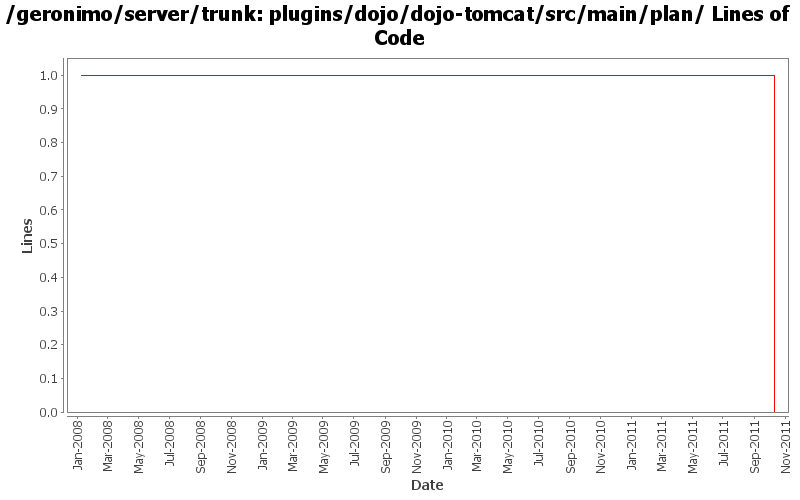 /geronimo/server/trunk: plugins/dojo/dojo-tomcat/src/main/plan/ Lines of
Code
Lines
1.0
0.9
0.8
0.7
0.6
0.5
0.4
0.3
0.2
0.1
0.0
Jan-2008
Mar-2008
May-2008
Jul-2008
Sep-2008
Nov-2008
Jan-2009
Mar-2009
May-2009
Jul-2009
Sep-2009
Nov-2009
Jan-2010
Mar-2010
May-2010
Jul-2010
Sep-2010
Nov-2010
Jan-2011
Mar-2011
May-2011
Jul-2011
Sep-2011
Nov-2011
Date